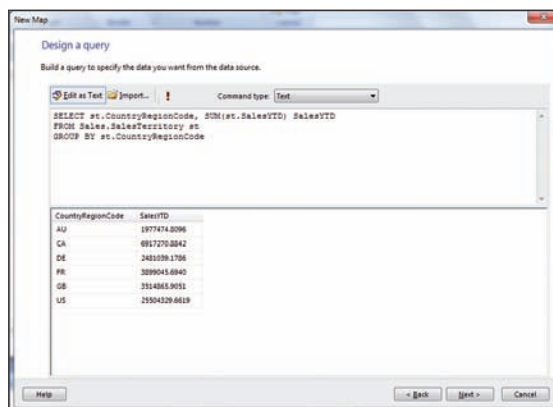 New Map
Design a query
Build a query to specify the data you want from the data source.
Edit as Text Import... ! Command type: Text
SELECT st.CountryRegionCode, SUM(st.SalesYTD) SalesYTD
FROM Sales.SalesTerritory st
GROUP BY st.CountryRegionCode
CountryRegionCode SalesYTD
AU 1977474.8096
CA 6917270.8842
DE 2481039.1786
FR 3899045.6940
GB 3514865.9051
US 25504329.6619
Help < Back Next > Cancel